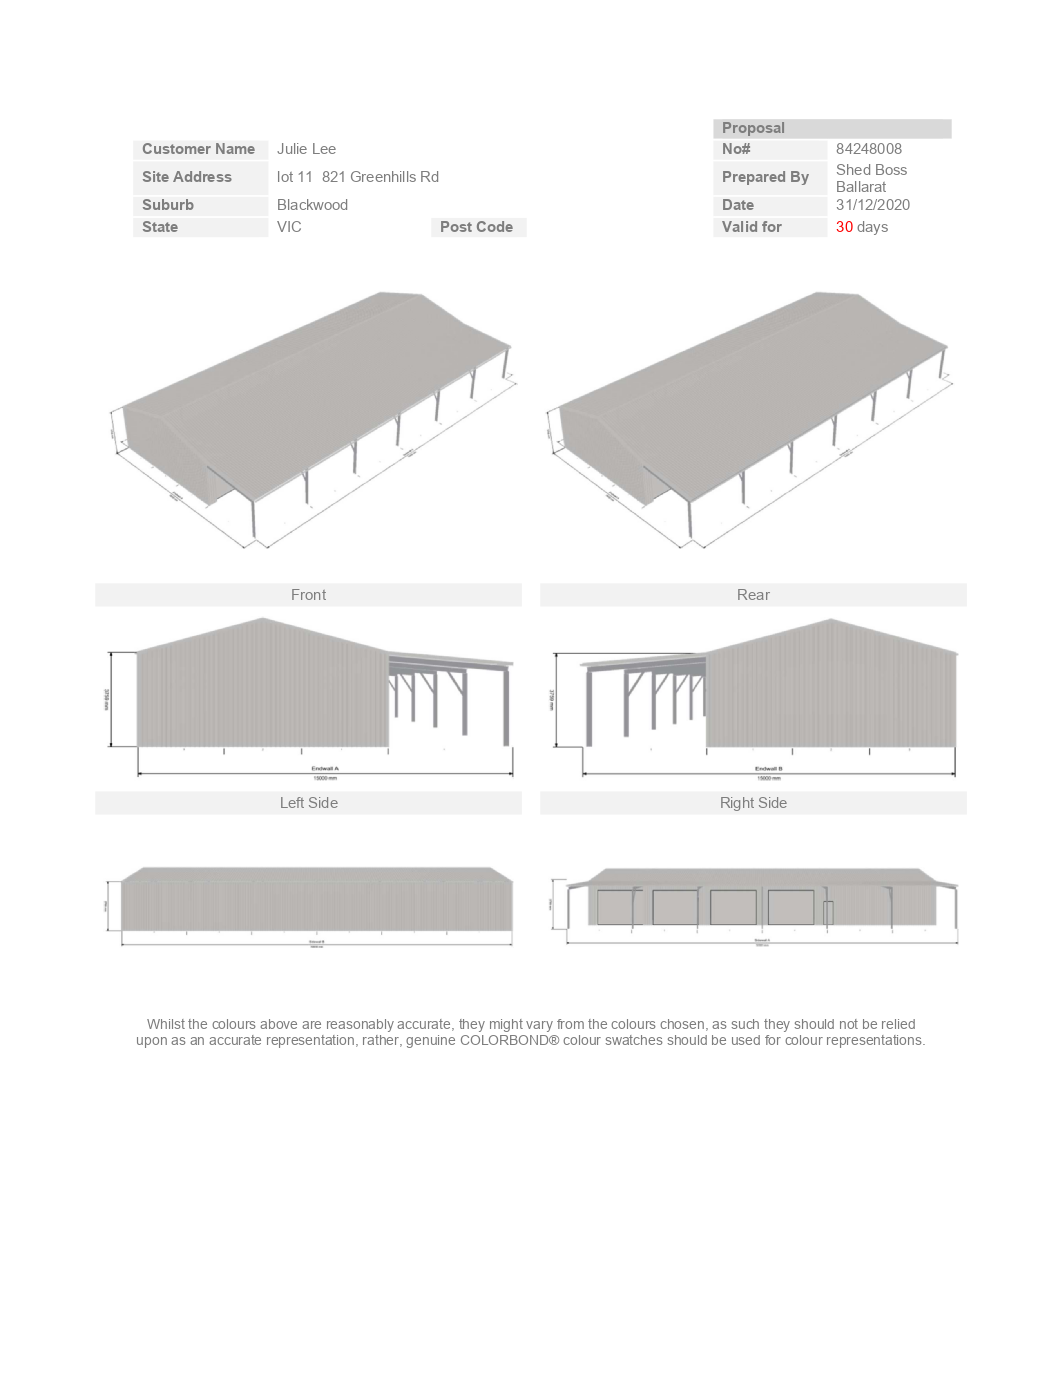 Proposal
Customer Name Julie Lee
No# 84248008
Site Address lot 11 821 Greenhills Rd
Prepared By Shed Boss
Ballarat
Suburb Blackwood
Date 31/12/2020
State VIC Post Code
Valid for 30 days
Front Rear
Endwall A
15000 mm
Endwall B
15000 mm
Left Side Right Side
Whilst the colours above are reasonably accurate, they might vary from the colours chosen, as such they should not be relied
upon as an accurate representation, rather, genuine COLORBOND® colour swatches should be used for colour representations.